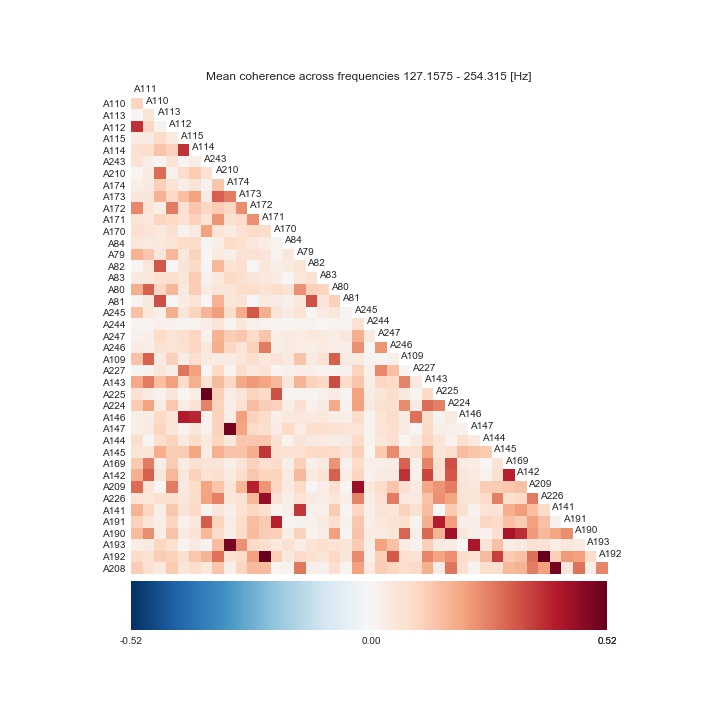 Mean coherence across frequencies 127.1575 - 254.315 [Hz]
A111
A110 A110
A113 A113
A112 A112
A115 A115
A114 A114
A243 A243
A210 A210
A174 A174
A173 A173
A172 A172
A171 A171
A170 A170
A84 A84
A79 A79
A82 A82
A83 A83
A80 A80
A81 A81
A245 A245
A244 A244
A247 A247
A246 A246
A109 A109
A227 A227
A143 A143
A225 A225
A224 A224
A146 A146
A147 A147
A144 A144
A145 A145
A169 A169
A142 A142
A209 A209
A226 A226
A141 A141
A191 A191
A190 A190
A193 A193
A192 A192
A208
-0.52 0.00 0.52